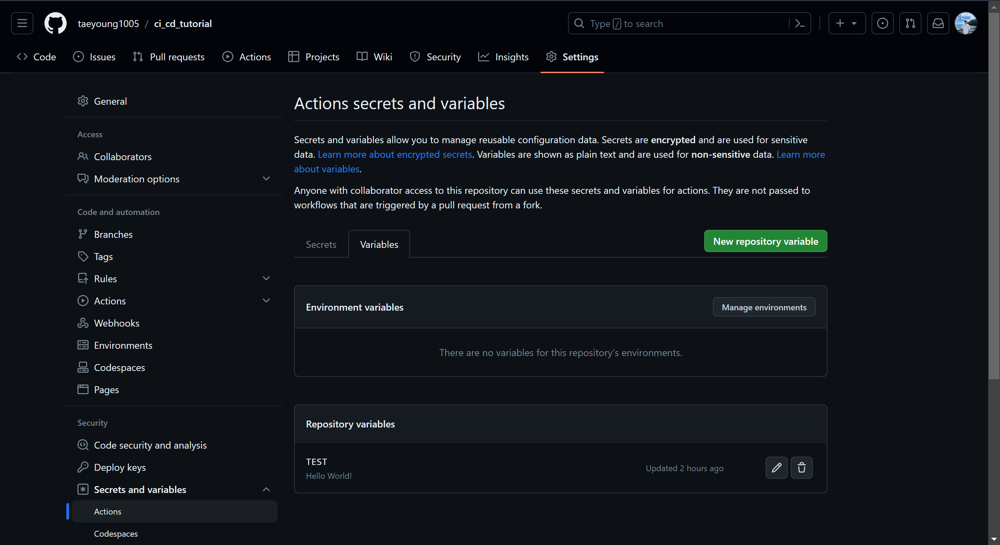 taeyoung1005 / ci_cd_tutorial
Type / to search
Code
Issues
Pull requests
Actions
Projects
Wiki
Security
Insights
Settings
General
Access
Collaborators
Moderation options
Code and automation
Branches
Tags
Rules
Actions
Webhooks
Environments
Codespaces
Pages
Security
Code security and analysis
Deploy keys
Secrets and variables
Actions
Codespaces
Actions secrets and variables
Secrets and variables allow you to manage reusable configuration data. Secrets are encrypted and are used for sensitive
data. Learn more about encrypted secrets. Variables are shown as plain text and are used for non-sensitive data. Learn more
about variables.
Anyone with collaborator access to this repository can use these secrets and variables for actions. They are not passed to
workflows that are triggered by a pull request from a fork.
Secrets
Variables
New repository variable
Environment variables
Manage environments
There are no variables for this repository’s environments.
Repository variables
TEST
Hello World!
Updated 2 hours ago